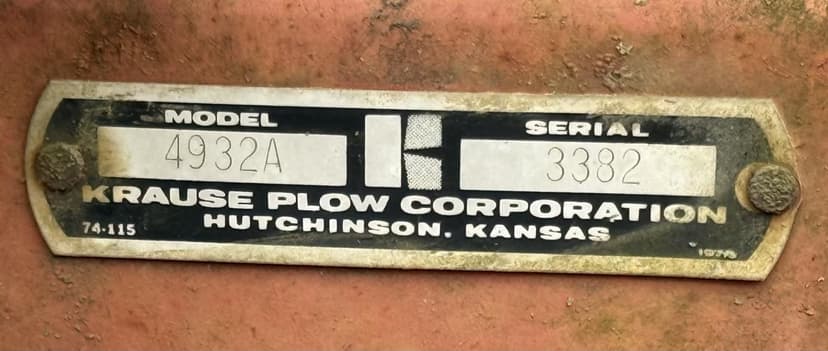 MODEL
4932A
SERIAL
3382
KRAUSE PLOW CORPORATION
HUTCHINSON, KANSAS
74-115